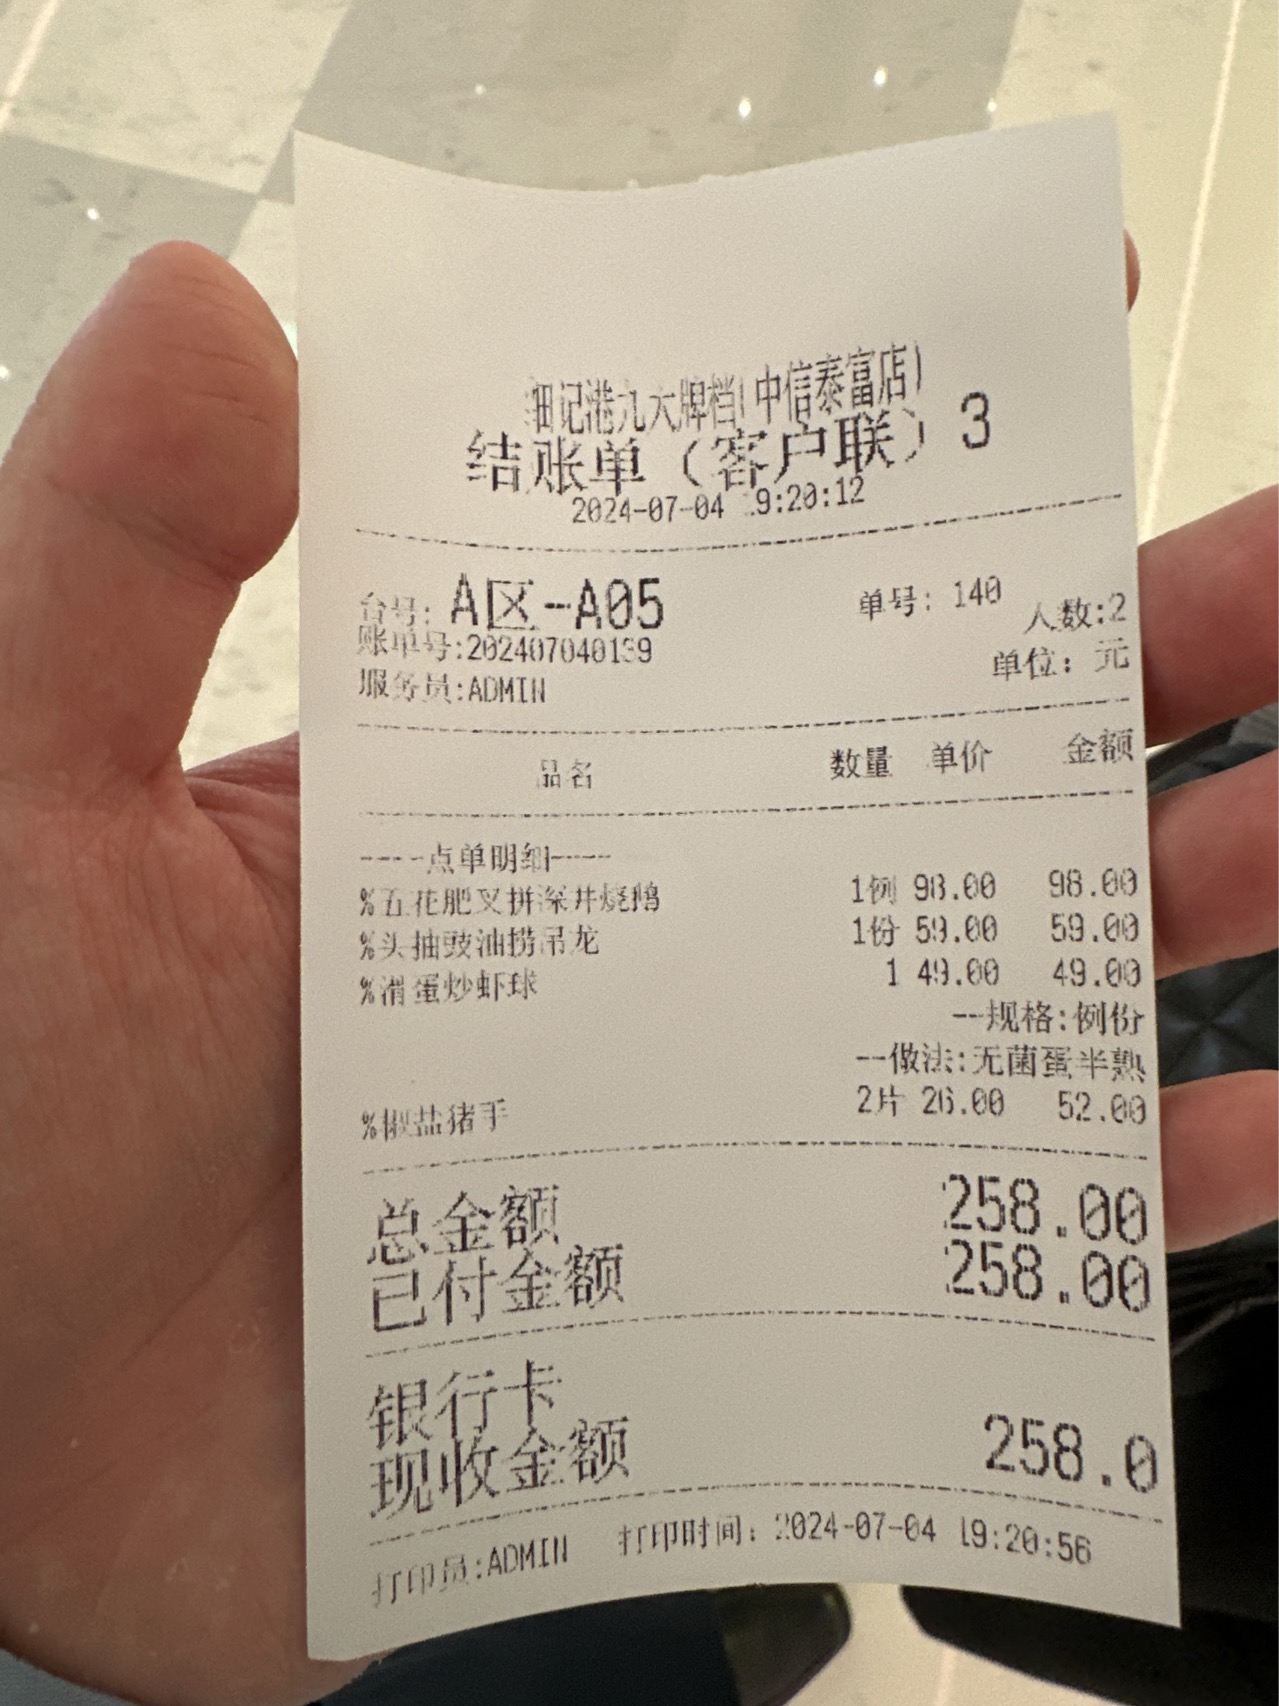 细记港九大牌档(中信泰富店)
结账单（客户联）3
2024-07-04 19:20:12
台号: A区-A05 单号: 140
人数:2
账单号:202407040139
单位: 元
服务员:ADMIN
品名 数量 单价 金额
----点单明细----
%五花肥叉拼深井烧鹅 1例 98.00 98.00
%头抽豉油捞吊龙 1份 59.00 59.00
%滑蛋炒虾球 1 49.00 49.00
--规格:例份
--做法:无菌蛋半熟
%椒盐猪手 2片 26.00 52.00
总金额 258.00
已付金额 258.00
银行卡
现收金额 258.0
打印员:ADMIN 打印时间: 2024-07-04 19:20:56